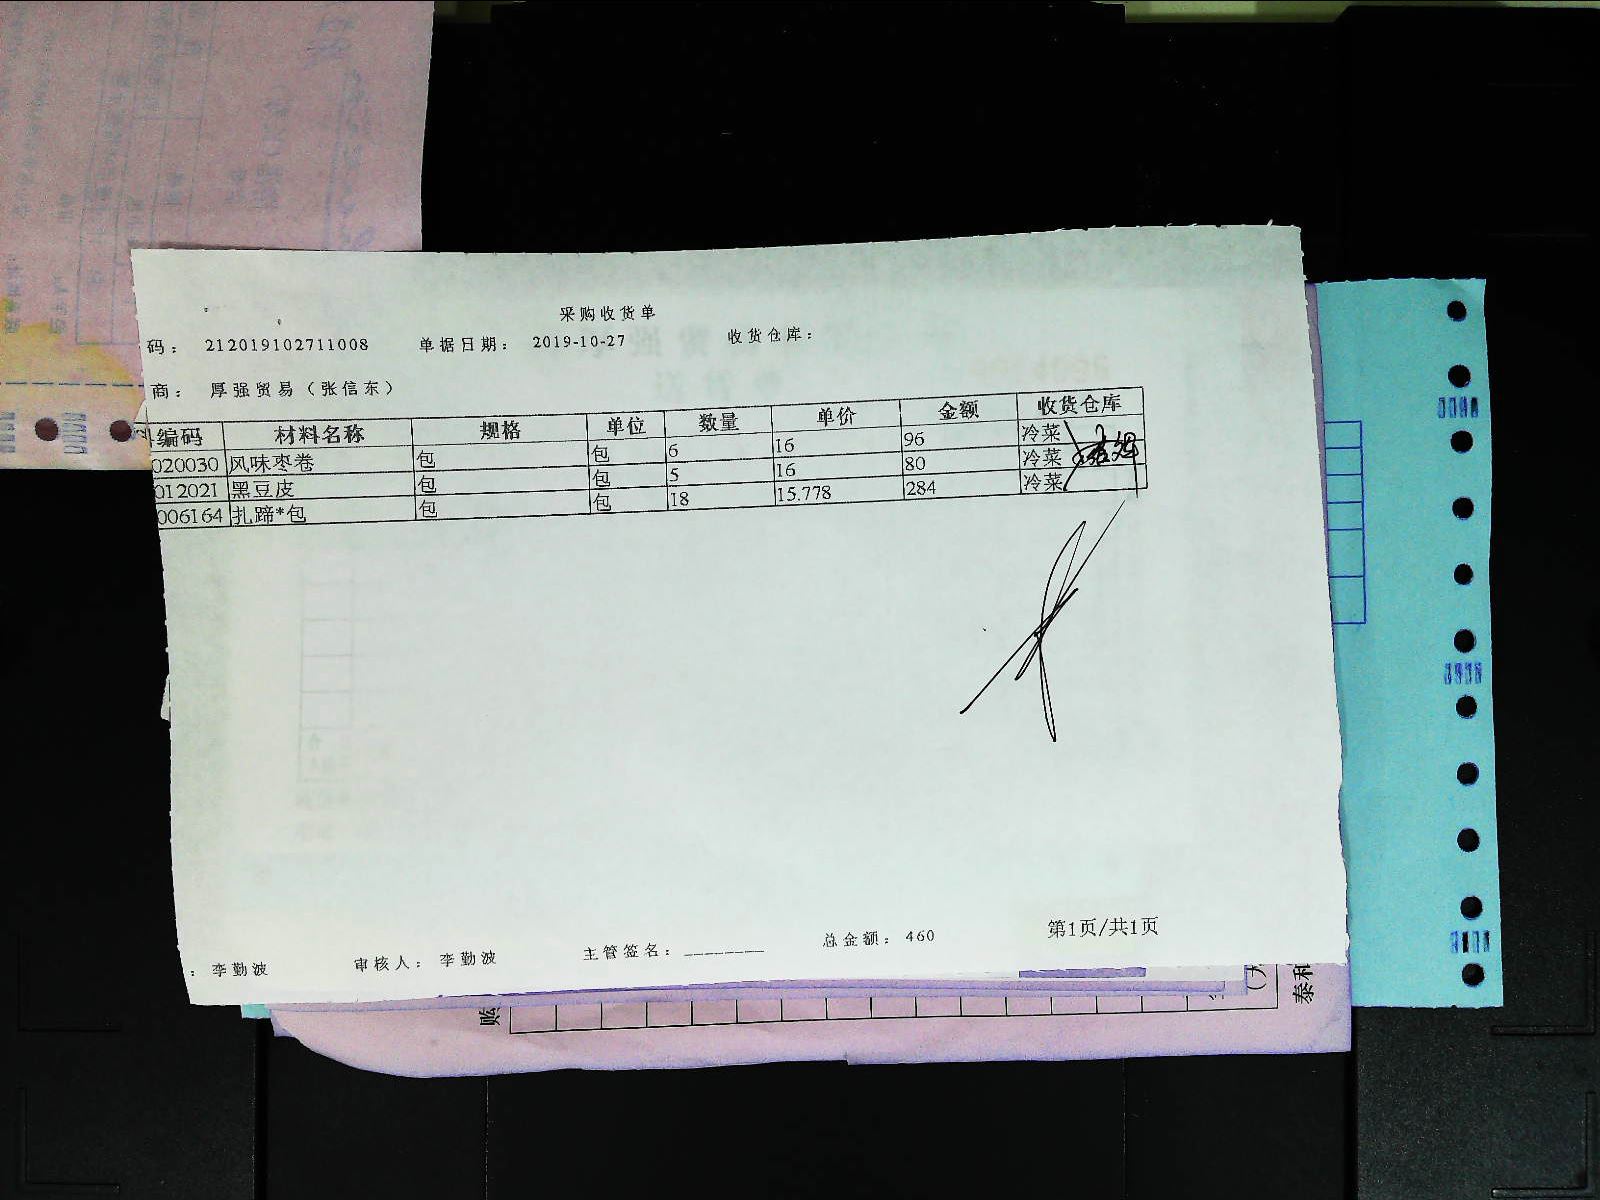 采购收货单
码： 212019102711008 单据日期： 2019-10-27 收货仓库：
商： 厚强贸易（张信东）
编码 材料名称 规格 单位 数量 单价 金额 收货仓库
020030 风味枣卷 包 包 6 16 96 冷菜
012021 黑豆皮 包 包 5 16 80 冷菜
006164 扎蹄*包 包 包 18 15.778 284 冷菜
： 李勤波 审核人： 李勤波 主管签名： ________ 总金额： 460 第1页/共1页
泰和